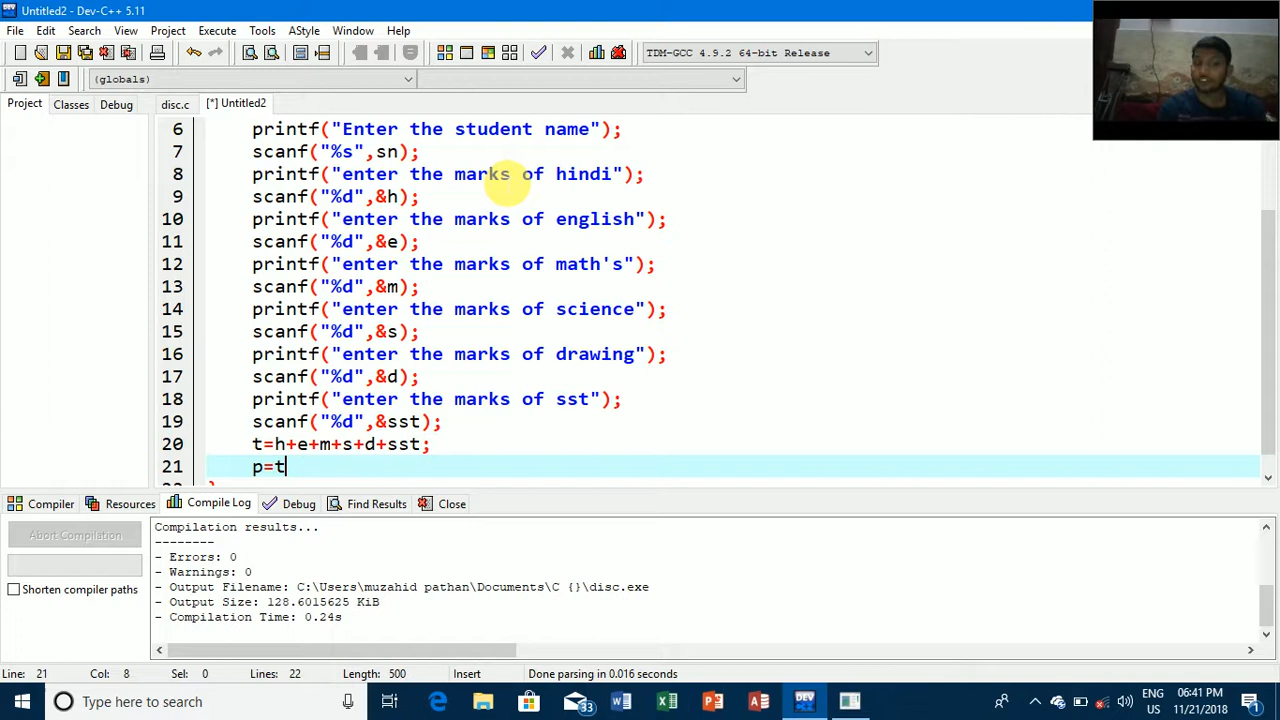 Untitled2 - Dev-C++ 5.11
File Edit Search View Project Execute Tools AStyle Window Help
TDM-GCC 4.9.2 64-bit Release
(globals)
Project Classes Debug disc.c [*] Untitled2
6 printf("Enter the student name");
7 scanf("%s",sn);
8 printf("enter the marks of hindi");
9 scanf("%d",&h);
10 printf("enter the marks of english");
11 scanf("%d",&e);
12 printf("enter the marks of math's");
13 scanf("%d",&m);
14 printf("enter the marks of science");
15 scanf("%d",&s);
16 printf("enter the marks of drawing");
17 scanf("%d",&d);
18 printf("enter the marks of sst");
19 scanf("%d",&sst);
20 t=h+e+m+s+d+sst;
21 p=t
Compiler Resources Compile Log Debug Find Results Close
Abort Compilation
Shorten compiler paths
Compilation results...
--------
- Errors: 0
- Warnings: 0
- Output Filename: C:\Users\muzahid pathan\Documents\C {}\disc.exe
- Output Size: 128.6015625 KiB
- Compilation Time: 0.24s
Line: 21 Col: 8 Sel: 0 Lines: 22 Length: 500 Insert Done parsing in 0.016 seconds
Type here to search
33
ENG
US
06:41 PM
11/21/2018
1